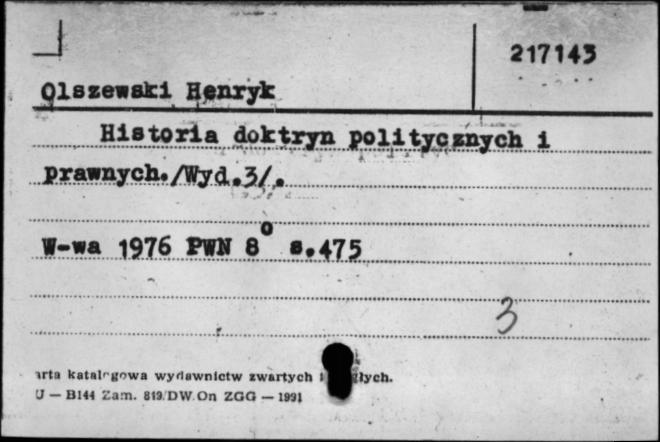 217143
Olszewski Henryk
Historia doktryn politycznych i
prawnych./Wyd.3/.
W-wa 1976 PWN 8° s.475
3
arta katalogowa wydawnictw zwartych i
U — B144 Zam. 819/DW/On ZGG — 1991